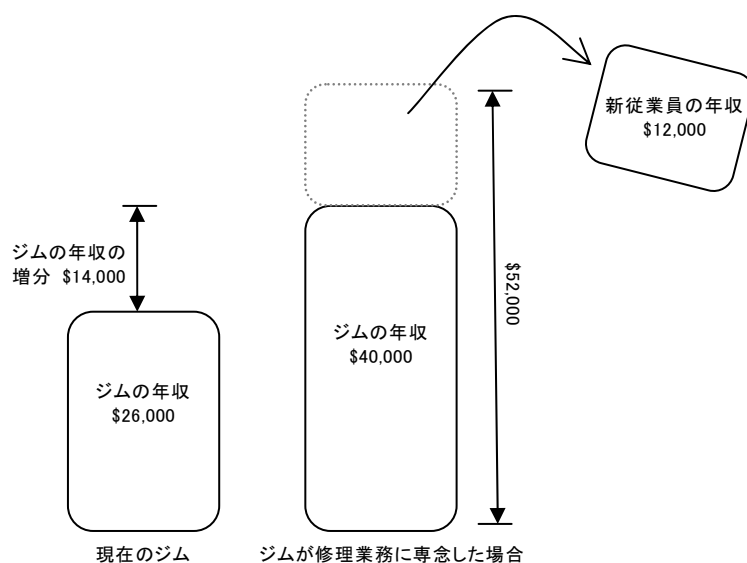 新従業員の年収
$12,000
ジムの年収の
増分 $14,000
$52,000
ジムの年収
$40,000
ジムの年収
$26,000
現在のジム
ジムが修理業務に専念した場合